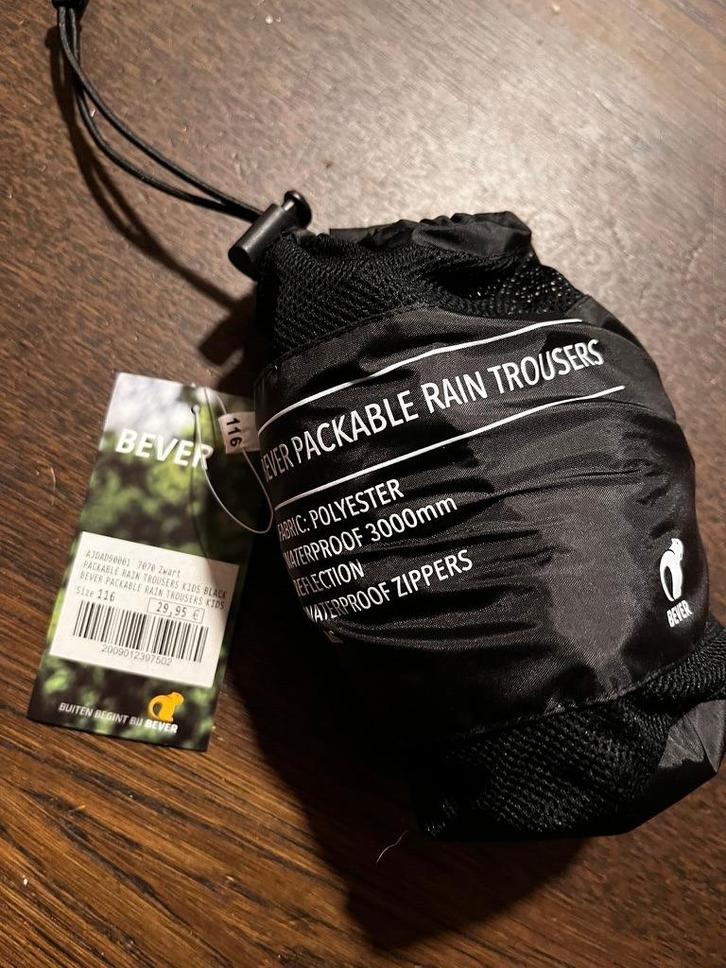 BEVER PACKABLE RAIN TROUSERS
FABRIC: POLYESTER
WATERPROOF 3000mm
REFLECTION
WATERPROOF ZIPPERS
BEVER
116
BEVER
AJDADS0001 7070 Zwart
PACKABLE RAIN TROUSERS KIDS BLACK
BEVER PACKABLE RAIN TROUSERS KIDS
Size 116
29,95 €
2009012397502
BUITEN BEGINT BIJ BEVER